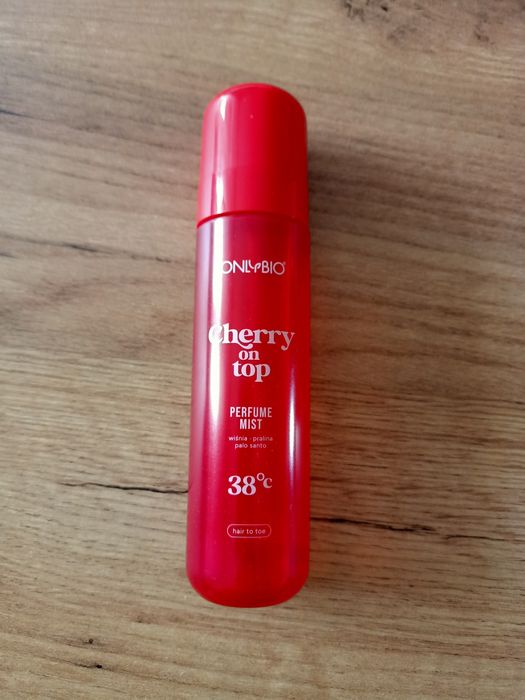 ONLYBIO
Cherry
on
top
PERFUME
MIST
wiśnia · pralina
palo santo
38°C
hair to toe